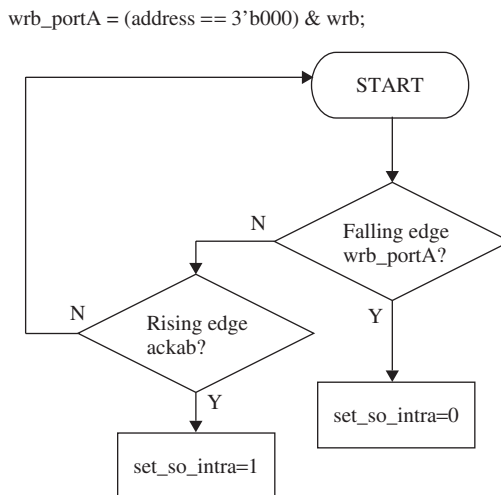 wrb_portA = (address == 3’b000) & wrb;
START
N
Falling edge
wrb_portA?
Y
N
Rising edge
ackab?
Y
set_so_intra=0
set_so_intra=1